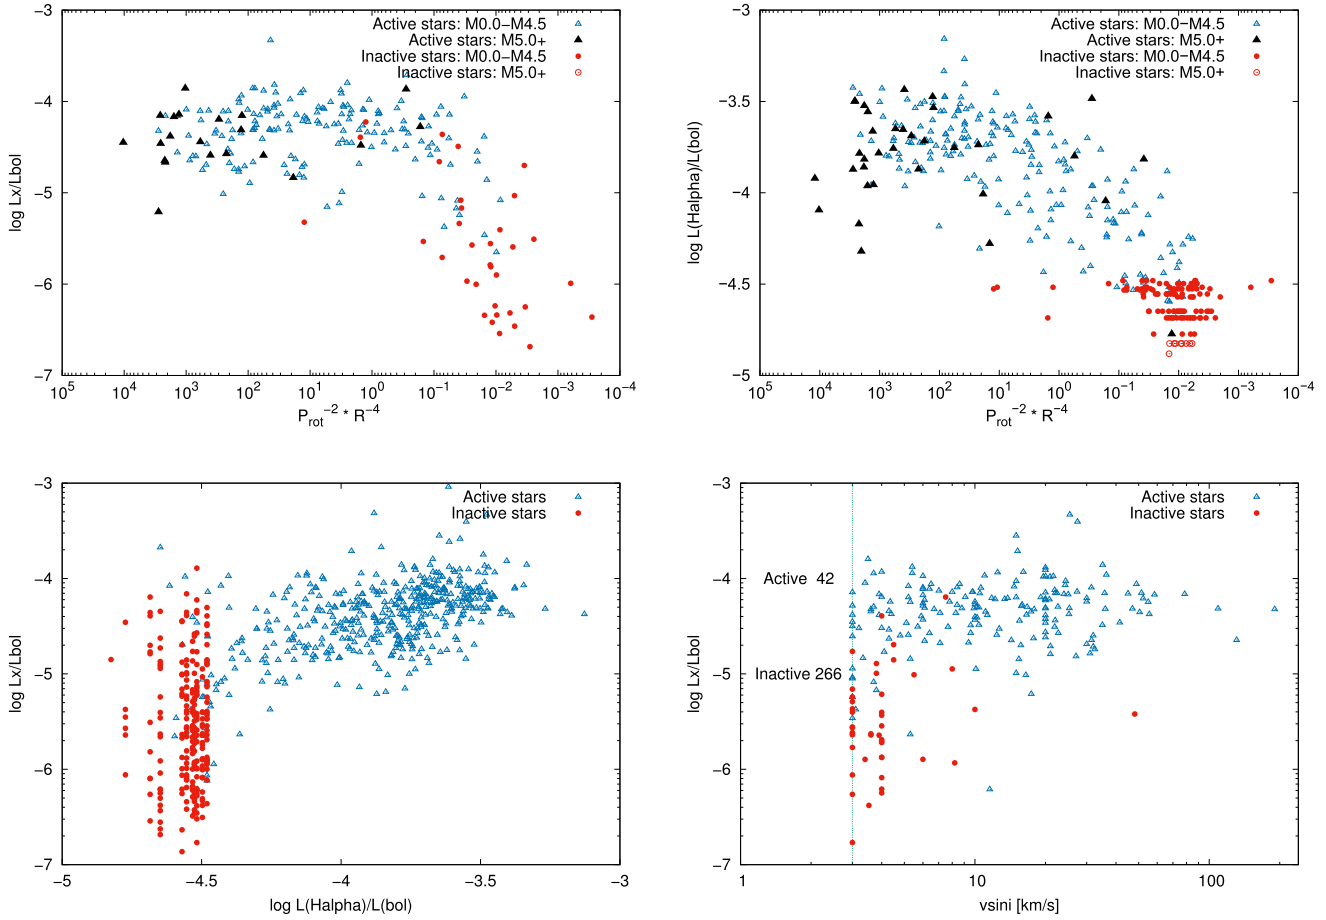 −3
−4
−5
−6
−7
10^5 10^4 10^3 10^2 10^1 10^0 10^−1 10^−2 10^−3 10^−4
log Lx/Lbol
P_rot^−2 * R^−4
Active stars: M0.0−M4.5
Active stars: M5.0+
Inactive stars: M0.0−M4.5
Inactive stars: M5.0+
−3
−3.5
−4
−4.5
−5
10^5 10^4 10^3 10^2 10^1 10^0 10^−1 10^−2 10^−3 10^−4
log L(Halpha)/L(bol)
P_rot^−2 * R^−4
Active stars: M0.0−M4.5
Active stars: M5.0+
Inactive stars: M0.0−M4.5
Inactive stars: M5.0+
−3
−4
−5
−6
−7
−5 −4.5 −4 −3.5 −3
log Lx/Lbol
log L(Halpha)/L(bol)
Active stars
Inactive stars
−3
−4
−5
−6
−7
1 10 100
log Lx/Lbol
vsini [km/s]
Active stars
Inactive stars
Active 42
Inactive 266